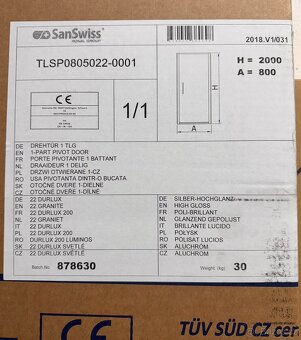 SanSwiss
RONAL GROUP
2018.V1/031
TLSP0805022-0001
H = 2000
A = 800
CE
1/1
H
A
DE DREHTÜR 1 TLG
EN 1-PART PIVOT DOOR
FR PORTE PIVOTANTE 1 BATTANT
NL DRAAIDEUR 1 DELIG
PL DRZWI OTWIERANE 1-CZ
RO USA PIVOTANTA DINTR-O BUCATA
SK OTOČNÉ DVERE 1-DIELNE
CZ OTOČNÉ DVEŘE 1-DÍLNÉ
DE 22 DURLUX DE SILBER-HOCHGLANZ
EN 22 GRANITE EN HIGH GLOSS
FR 22 DURLUX 200 FR POLI-BRILLANT
NL 22 GRANIET NL GLANZEND GEPOLIJST
IT 22 DURLUX IT BRILLANTE LUCIDO
PL 22 DURLUX 200 PL POŁYSK
RO DURLUX 200 LUMINOS RO POLISAT LUCIOS
SK 22 DURLUX SVETLÉ SK ALUCHROM
CZ 22 DURLUX SVĚTLÉ CZ ALUCHROM
Batch No 878630 Weight (kg) 30
CE
TÜV SÜD CZ cer